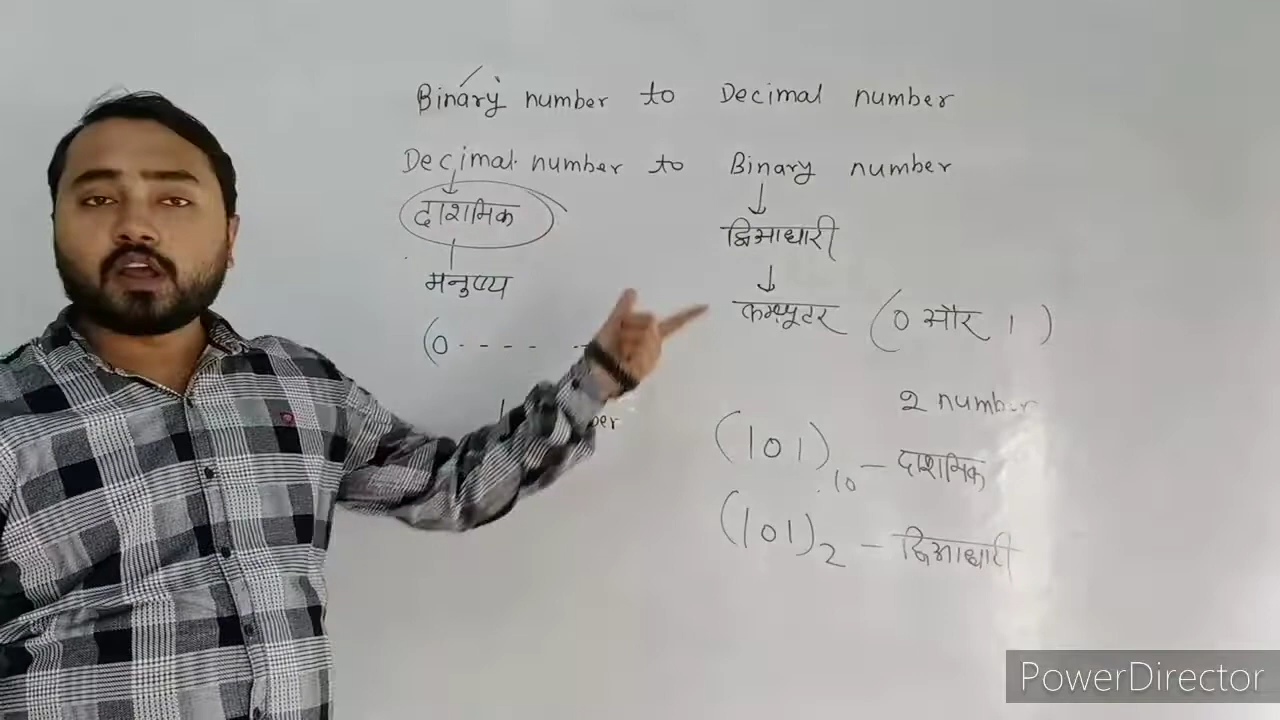 Binary number to Decimal number
Decimal number to Binary number
दाशमिक
द्विआधारी
मनुष्य
कम्प्यूटर (0 और 1)
(0 - - - -
2 number
(101)10 — दाशमिक
(101)2 — द्विआधारी
PowerDirector